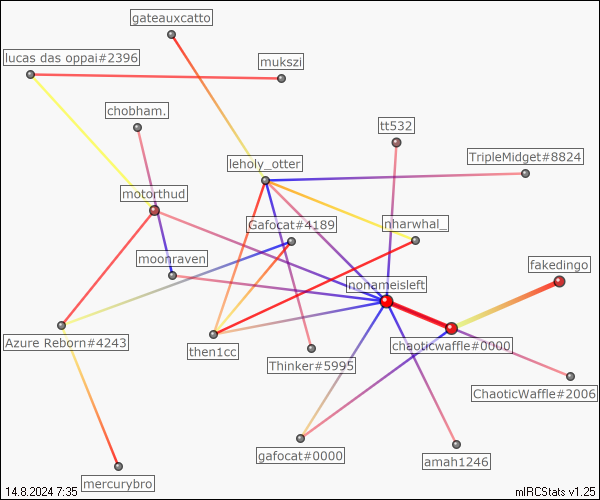 gateauxcatto
lucas das oppai#2396
mukszi
chobham.
tt532
leholy_otter
TripleMidget#8824
motorthud
Gafocat#4189
nharwhal_
moonraven
fakedingo
nonameisleft
Azure Reborn#4243
then1cc
chaoticwaffle#0000
Thinker#5995
ChaoticWaffle#2006
gafocat#0000
amah1246
mercurybro
14.8.2024 7:35
mIRCStats v1.25